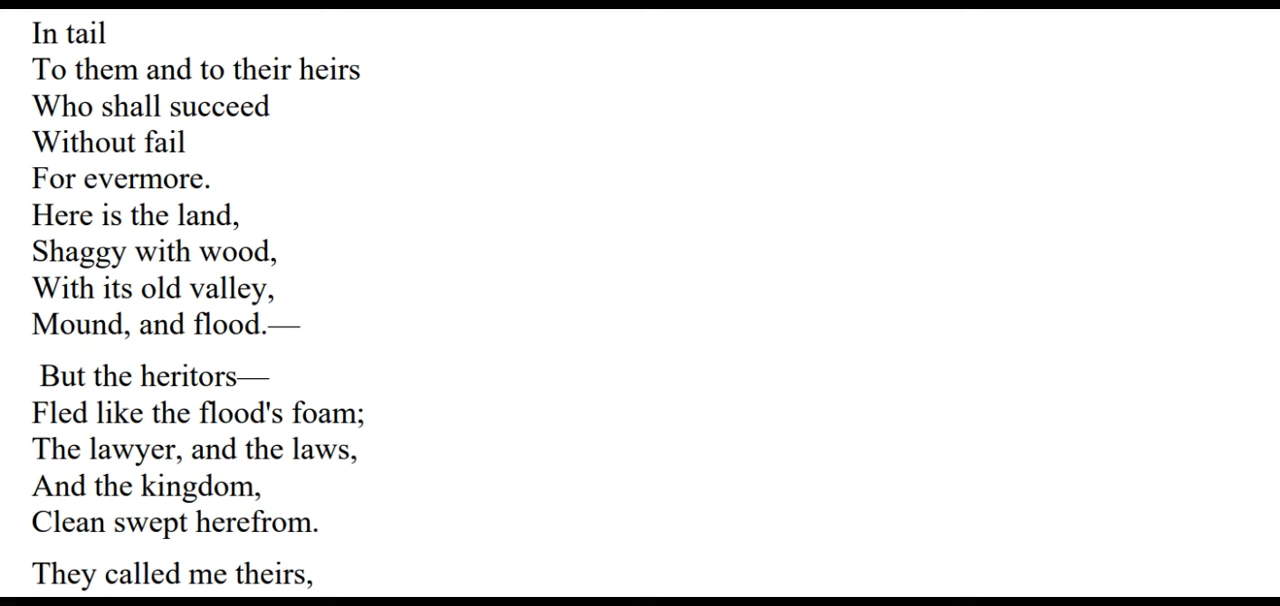 In tail
To them and to their heirs
Who shall succeed
Without fail
For evermore.
Here is the land,
Shaggy with wood,
With its old valley,
Mound, and flood.—
But the heritors—
Fled like the flood's foam;
The lawyer, and the laws,
And the kingdom,
Clean swept herefrom.
They called me theirs,